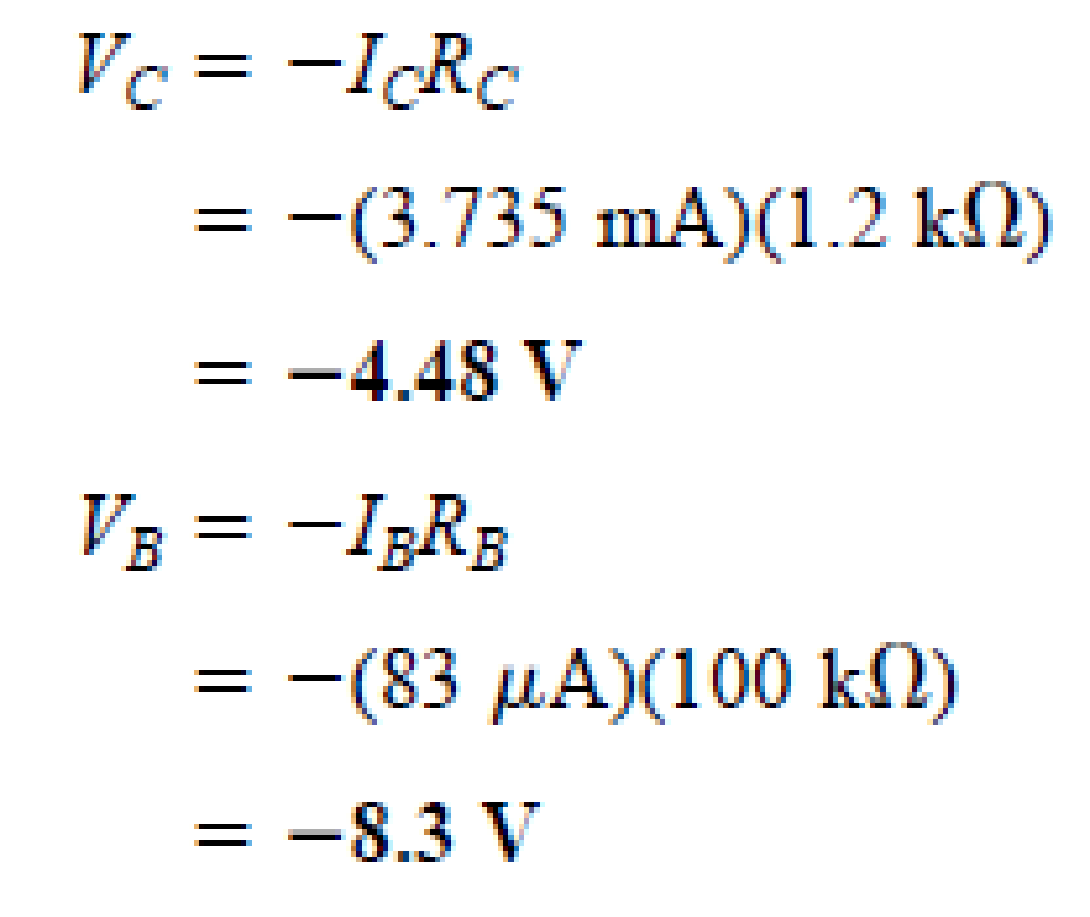 V_C = −I_C R_C
= −(3.735 mA)(1.2 kΩ)
= −4.48 V
V_B = −I_B R_B
= −(83 μA)(100 kΩ)
= −8.3 V